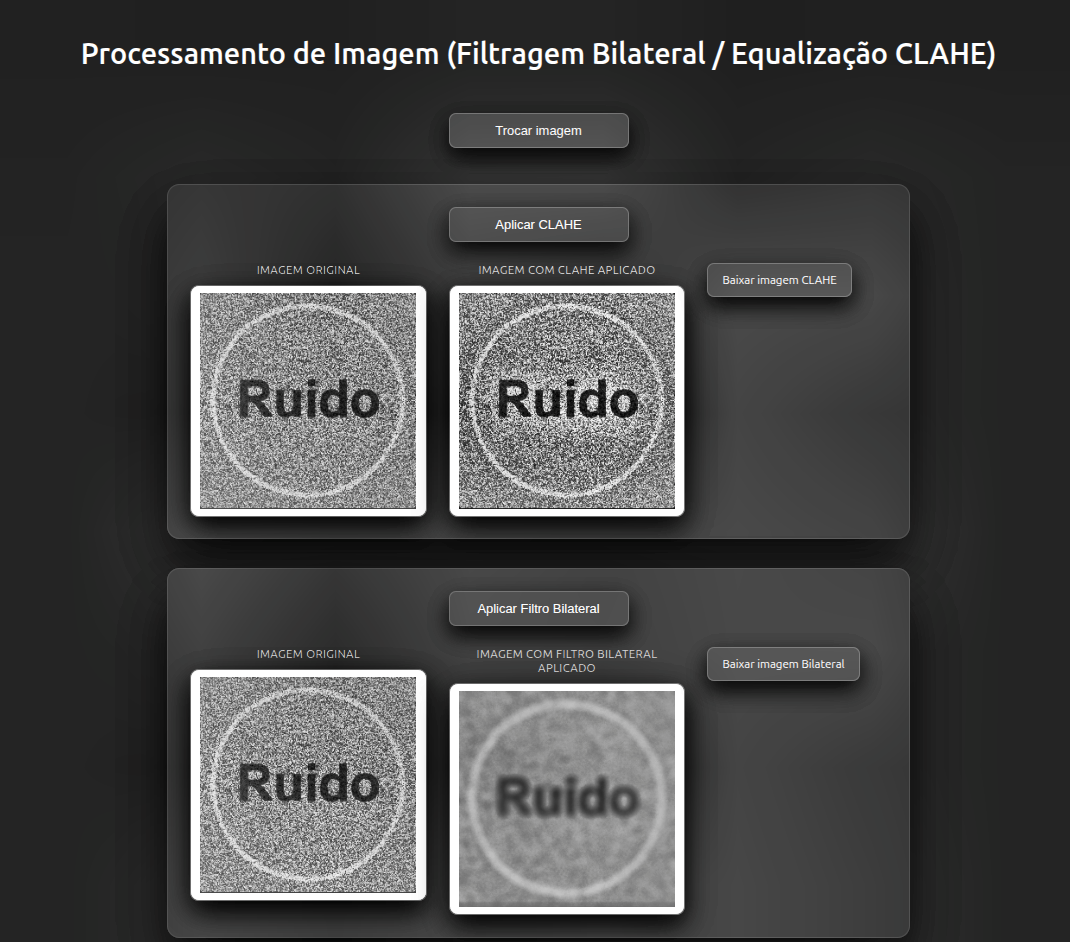 Processamento de Imagem (Filtragem Bilateral / Equalização CLAHE)
Trocar imagem
Aplicar CLAHE
IMAGEM ORIGINAL
IMAGEM COM CLAHE APLICADO
Baixar imagem CLAHE
Ruido
Ruido
Aplicar Filtro Bilateral
IMAGEM ORIGINAL
IMAGEM COM FILTRO BILATERAL
APLICADO
Baixar imagem Bilateral
Ruido
Ruido